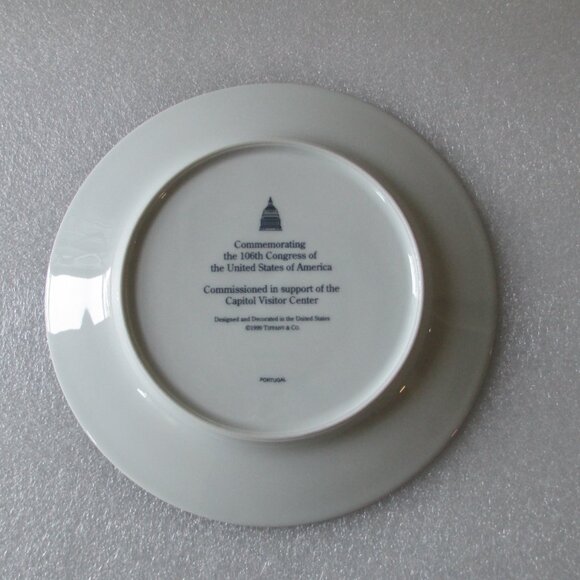 Commemorating
the 106th Congress of
the United States of America
Commissioned in support of the
Capitol Visitor Center
Designed and Decorated in the United States
©1999 TIFFANY & CO.
PORTUGAL